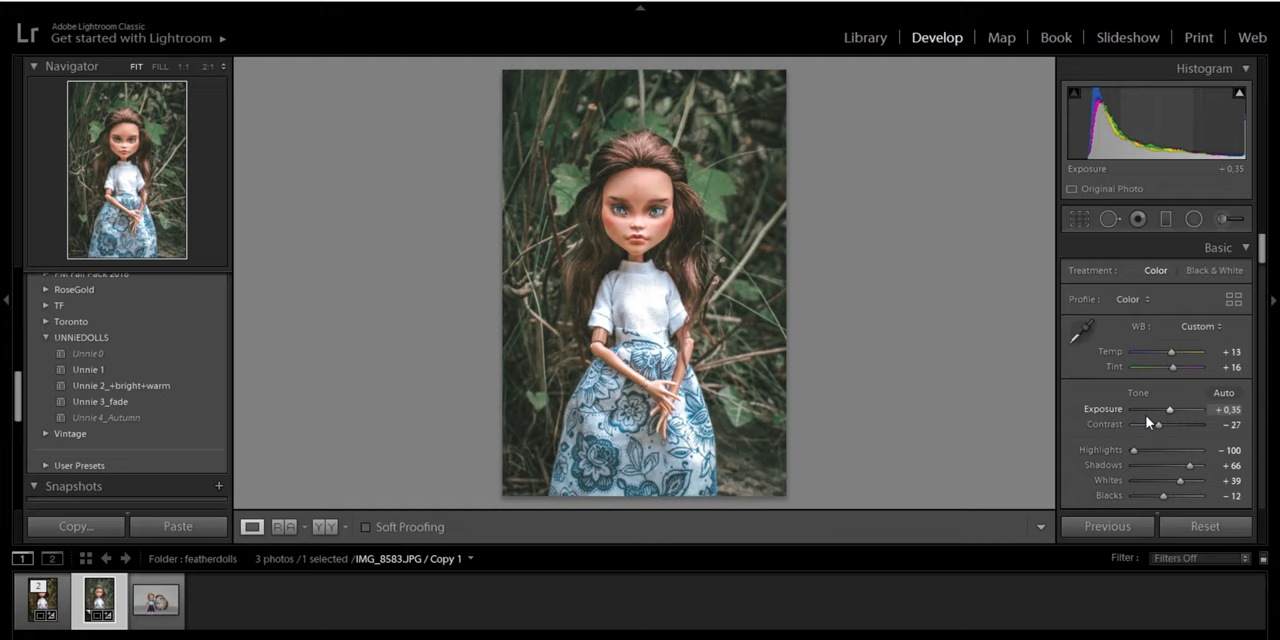 Lr
Adobe Lightroom Classic
Get started with Lightroom
Library | Develop | Map | Book | Slideshow | Print | Web
Navigator FIT FILL 1:1 2:1
RoseGold
TF
Toronto
UNNiEDOLLS
Unnie 0
Unnie 1
Unnie 2_+bright+warm
Unnie 3_fade
Unnie 4_Autumn
Vintage
User Presets
Snapshots +
Copy... Paste
Soft Proofing
Histogram
Exposure + 0,35
Original Photo
Basic
Treatment : Color Black & White
Profile : Color
WB : Custom
Temp + 13
Tint + 16
Tone Auto
Exposure + 0,35
Contrast − 27
Highlights − 100
Shadows + 66
Whites + 39
Blacks − 12
Previous Reset
1 2 Folder : featherdolls 3 photos / 1 selected / IMG_8583.JPG / Copy 1 Filter : Filters Off
2